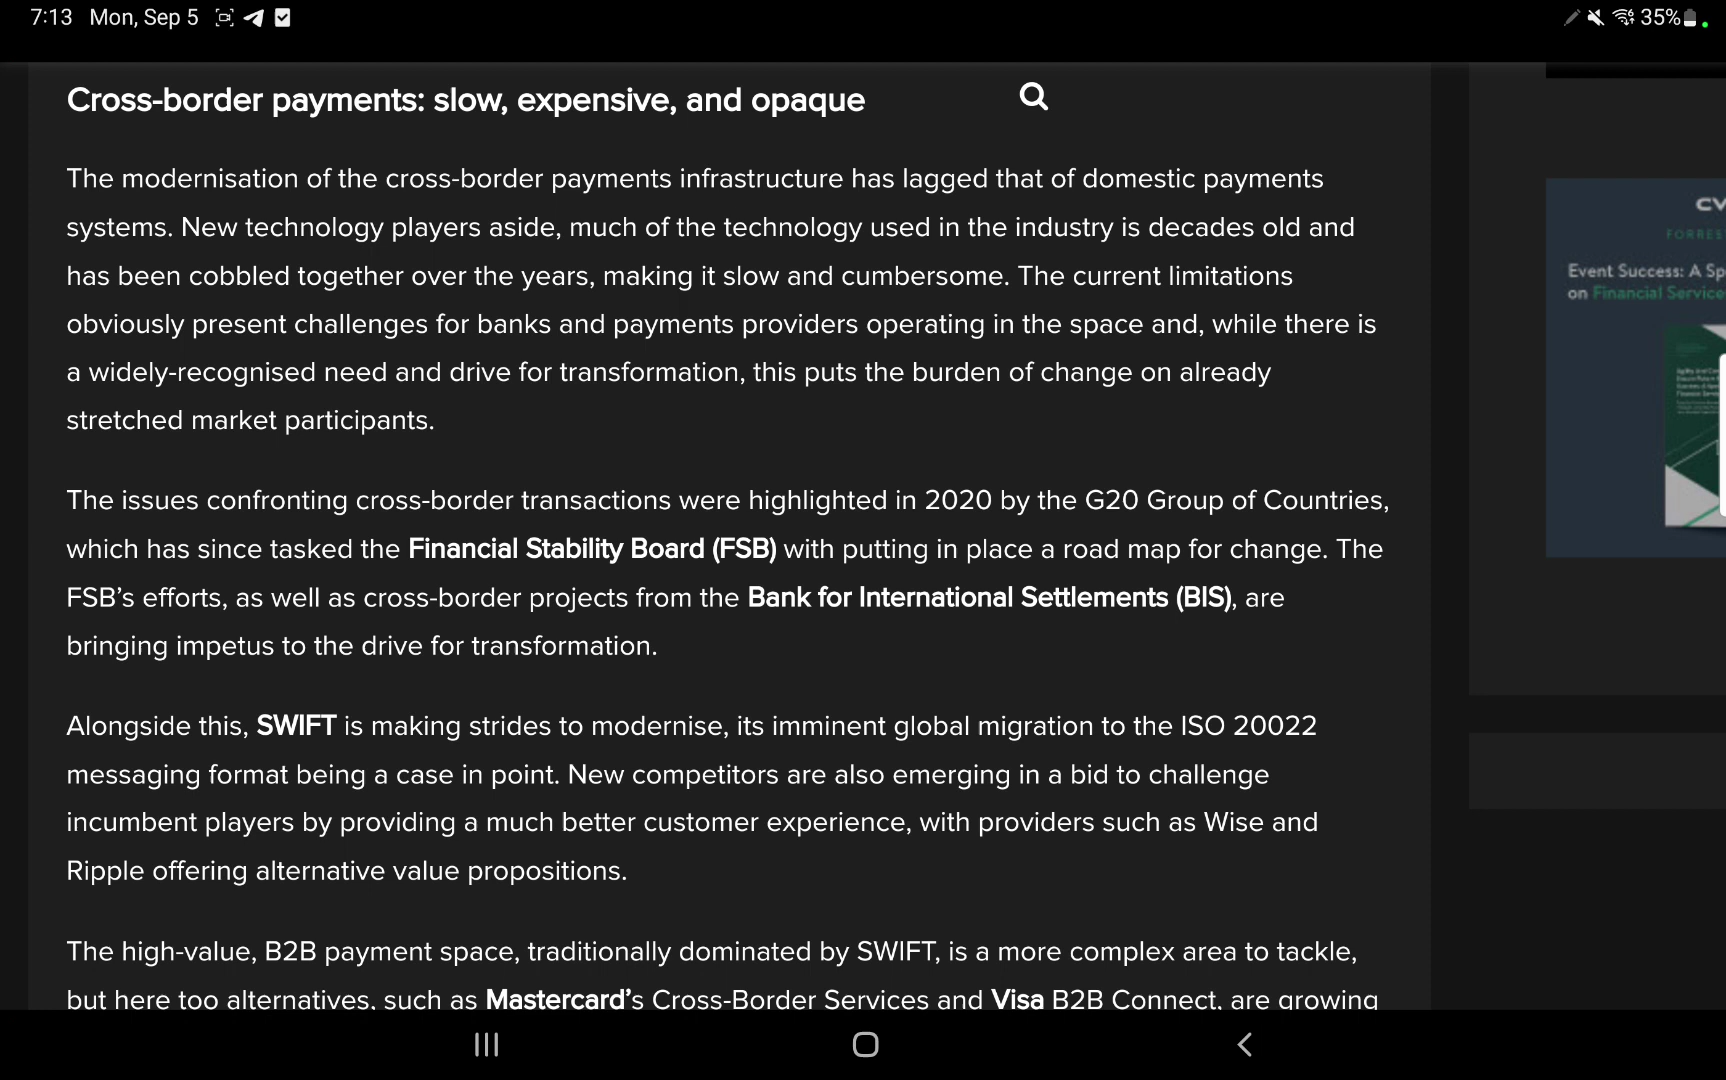 7:13 Mon, Sep 5
35%
Cross-border payments: slow, expensive, and opaque
The modernisation of the cross-border payments infrastructure has lagged that of domestic payments
systems. New technology players aside, much of the technology used in the industry is decades old and
has been cobbled together over the years, making it slow and cumbersome. The current limitations
obviously present challenges for banks and payments providers operating in the space and, while there is
a widely-recognised need and drive for transformation, this puts the burden of change on already
stretched market participants.
The issues confronting cross-border transactions were highlighted in 2020 by the G20 Group of Countries,
which has since tasked the Financial Stability Board (FSB) with putting in place a road map for change. The
FSB’s efforts, as well as cross-border projects from the Bank for International Settlements (BIS), are
bringing impetus to the drive for transformation.
Alongside this, SWIFT is making strides to modernise, its imminent global migration to the ISO 20022
messaging format being a case in point. New competitors are also emerging in a bid to challenge
incumbent players by providing a much better customer experience, with providers such as Wise and
Ripple offering alternative value propositions.
The high-value, B2B payment space, traditionally dominated by SWIFT, is a more complex area to tackle,
but here too alternatives, such as Mastercard’s Cross-Border Services and Visa B2B Connect, are growing
CV
FORRES
Event Success: A Sp
on Financial Service